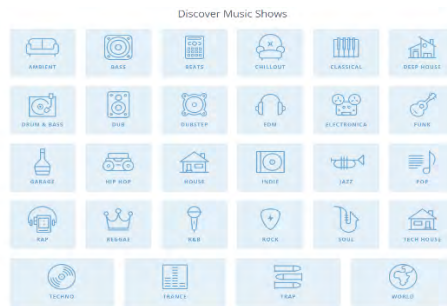 Discover Music Shows
AMBIENT BASS BEATS CHILLOUT CLASSICAL DEEP HOUSE
DRUM & BASS DUB DUBSTEP EDM ELECTRONICA FUNK
GARAGE HIP HOP HOUSE INDIE JAZZ POP
RAP REGGAE R&B ROCK SOUL TECH HOUSE
TECHNO TRANCE TRAP WORLD